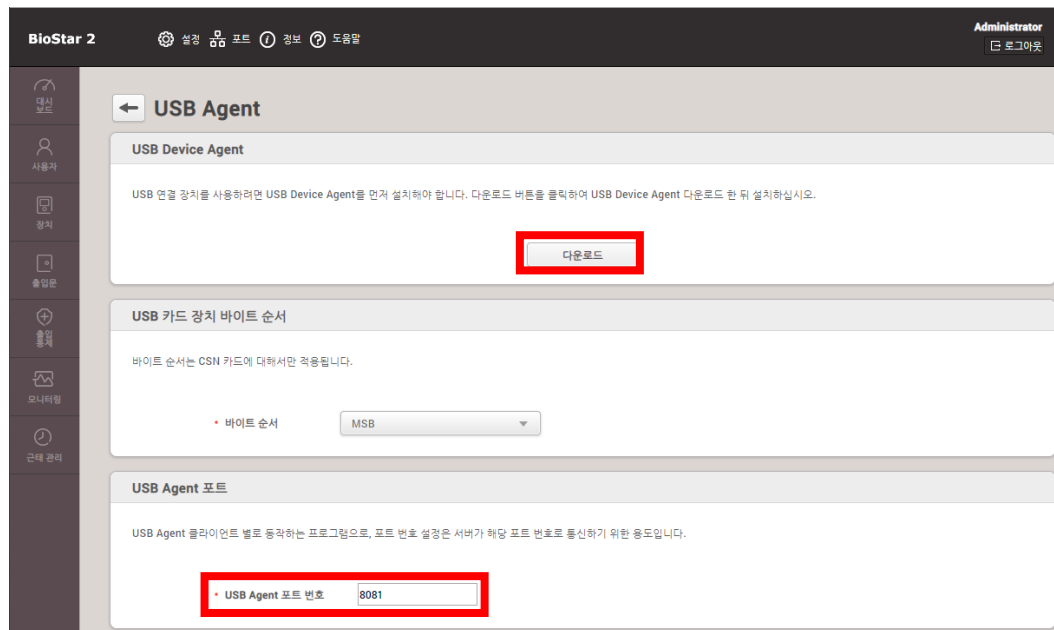 BioStar 2
설정
포트
정보
도움말
Administrator
로그아웃
대시
보드
사용자
장치
출입문
출입
통제
모니터링
근태 관리
USB Agent
USB Device Agent
USB 연결 장치를 사용하려면 USB Device Agent를 먼저 설치해야 합니다. 다운로드 버튼을 클릭하여 USB Device Agent 다운로드 한 뒤 설치하십시오.
다운로드
USB 카드 장치 바이트 순서
바이트 순서는 CSN 카드에 대해서만 적용됩니다.
• 바이트 순서
MSB
USB Agent 포트
USB Agent 클라이언트 별로 동작하는 프로그램으로, 포트 번호 설정은 서버가 해당 포트 번호로 통신하기 위한 용도입니다.
• USB Agent 포트 번호
8081